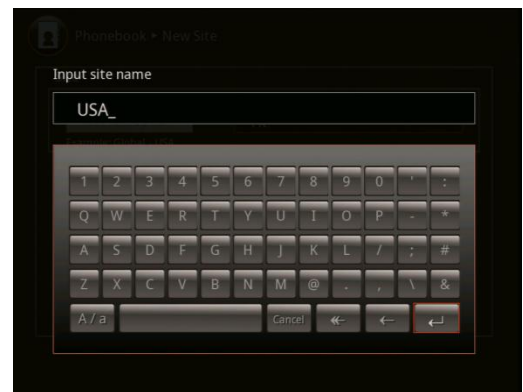 Phonebook ▸ New Site
Input site name
USA_
1 2 3 4 5 6 7 8 9 0 ' :
Q W E R T Y U I O P - *
A S D F G H J K L / ; #
Z X C V B N M @ . , \ &
A / a Cancel ↞ ← ↵